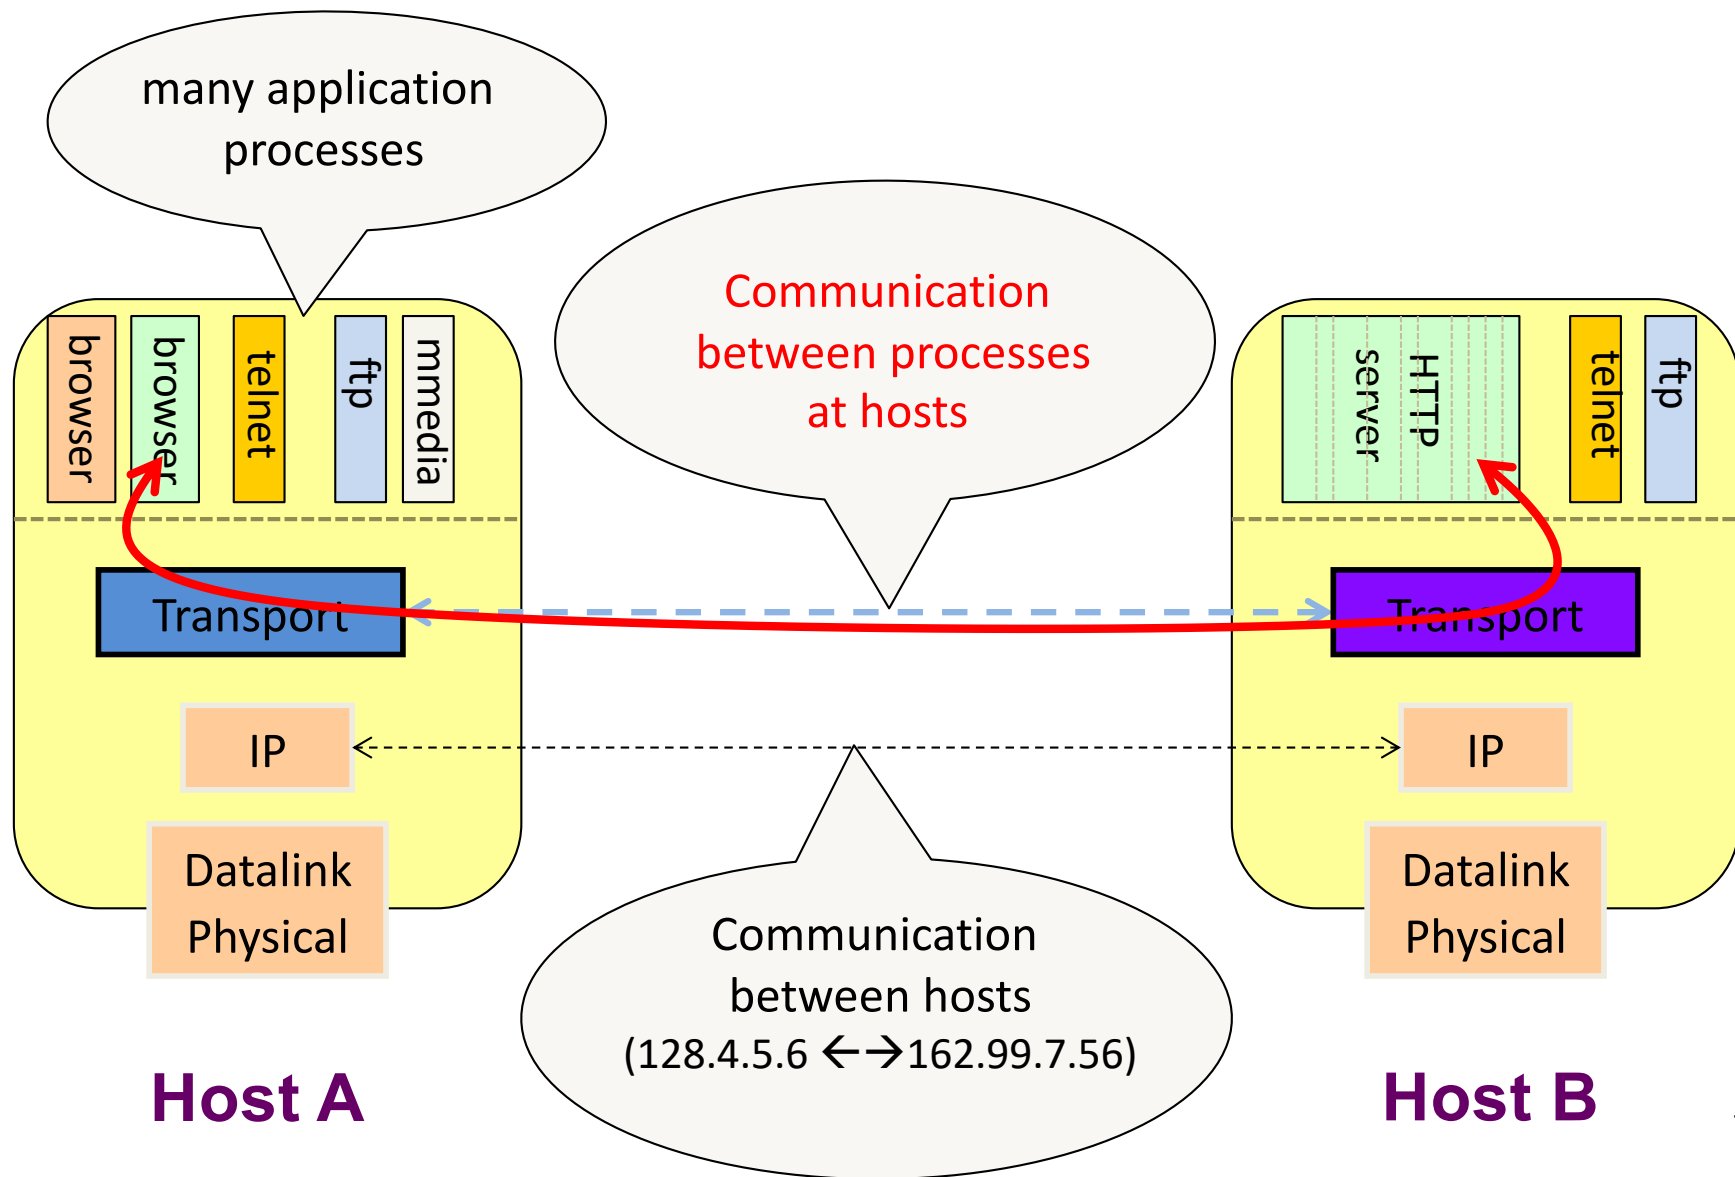 many application
processes
Communication
between processes
at hosts
browser
browser
telnet
ftp
mmedia
HTTP
server
telnet
ftp
Transport
Transport
IP
IP
Datalink
Physical
Datalink
Physical
Communication
between hosts
(128.4.5.6 ←→162.99.7.56)
Host A
Host B